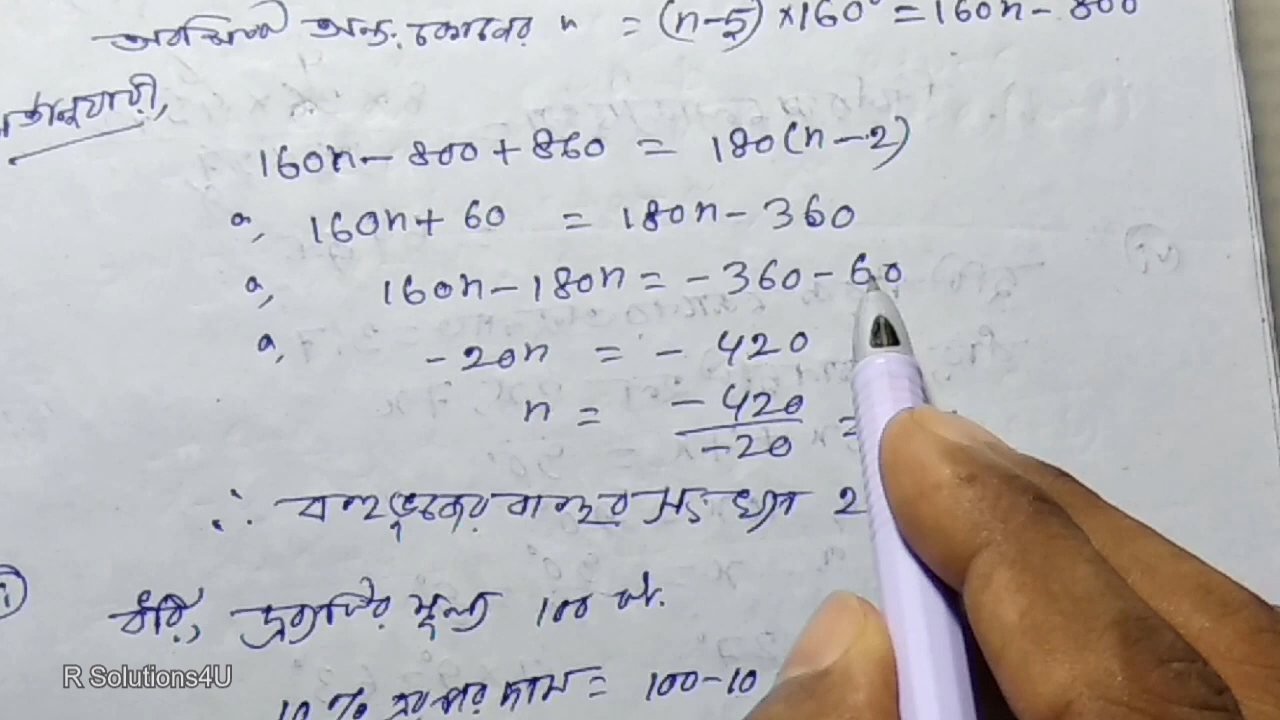 অবশিষ্ট অন্তঃকোণের n = (n-5)×160° = 160n - 800
শর্তানুযায়ী,
160n - 800 + 860 = 180(n-2)
a, 160n + 60 = 180n - 360
a, 160n - 180n = -360 - 60
a, -20n = -420
n = -420/-20 =
∴ বহুভুজের বাহুর সংখ্যা 2
ধরি, দ্রব্যটির মূল্য 100 টা.
10% হ্রাসের দাম = 100-10
R Solutions4U